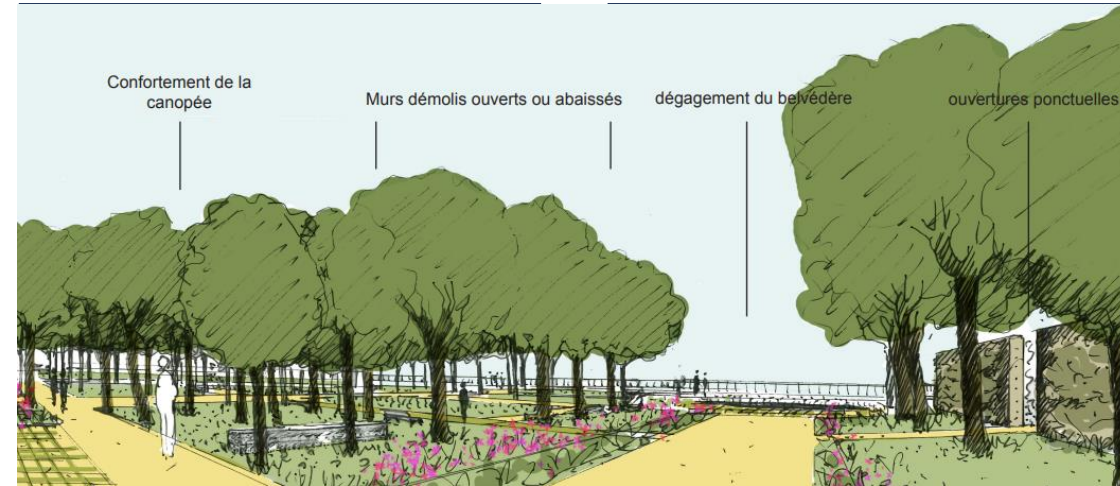 Confortement de la
canopée
Murs démolis ouverts ou abaissés
dégagement du belvédère
ouvertures ponctuelles